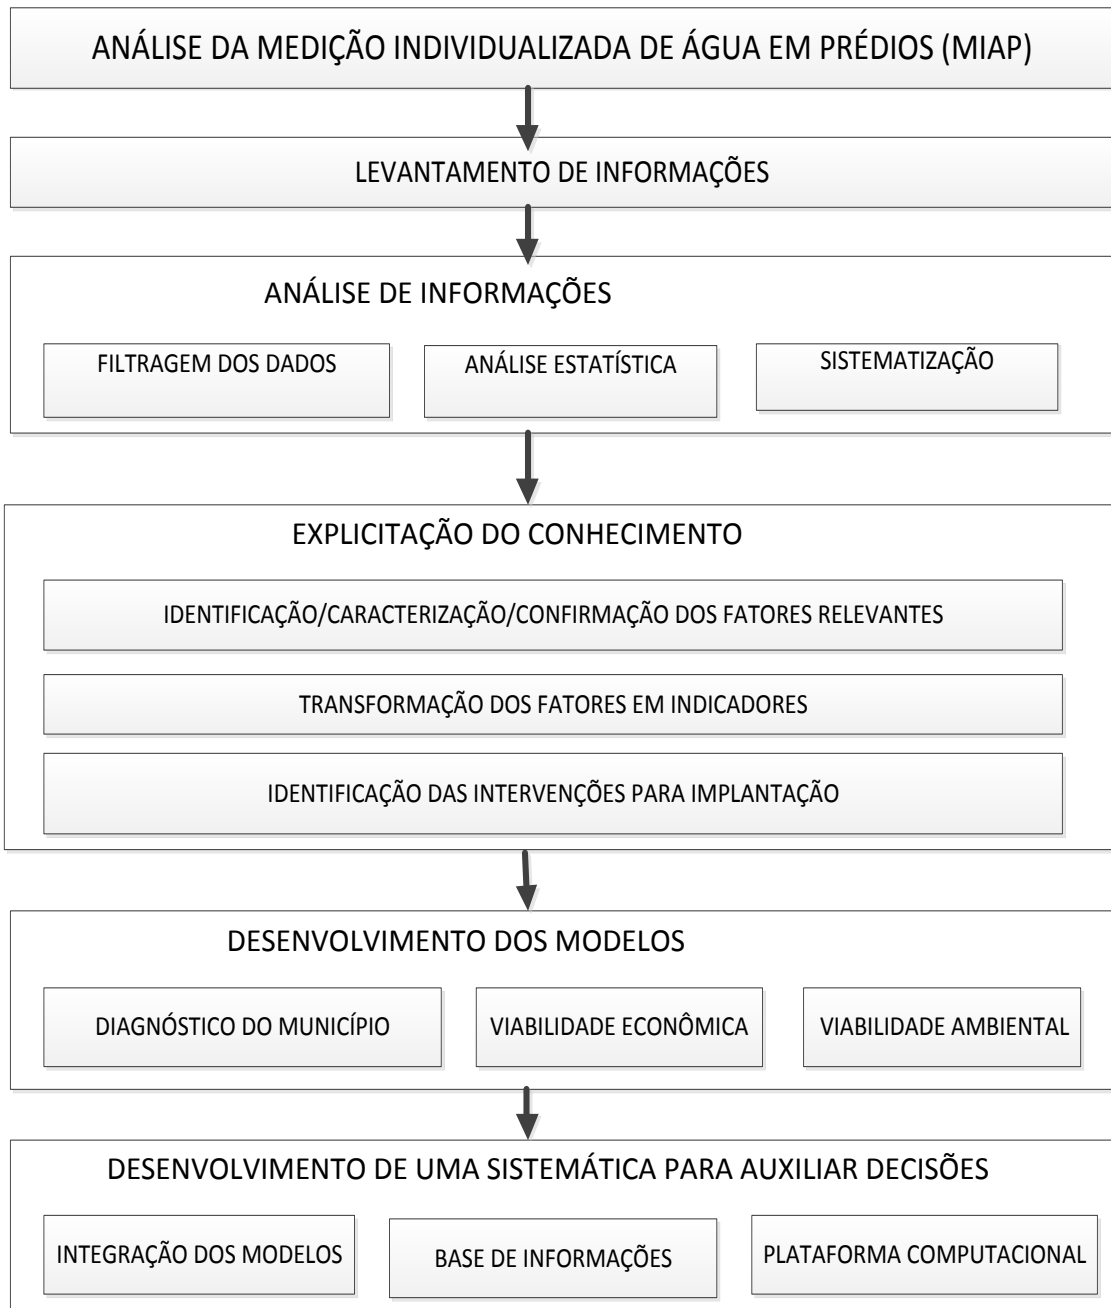 ANÁLISE DA MEDIÇÃO INDIVIDUALIZADA DE ÁGUA EM PRÉDIOS (MIAP)
LEVANTAMENTO DE INFORMAÇÕES
ANÁLISE DE INFORMAÇÕES
FILTRAGEM DOS DADOS
ANÁLISE ESTATÍSTICA
SISTEMATIZAÇÃO
EXPLICITAÇÃO DO CONHECIMENTO
IDENTIFICAÇÃO/CARACTERIZAÇÃO/CONFIRMAÇÃO DOS FATORES RELEVANTES
TRANSFORMAÇÃO DOS FATORES EM INDICADORES
IDENTIFICAÇÃO DAS INTERVENÇÕES PARA IMPLANTAÇÃO
DESENVOLVIMENTO DOS MODELOS
DIAGNÓSTICO DO MUNICÍPIO
VIABILIDADE ECONÔMICA
VIABILIDADE AMBIENTAL
DESENVOLVIMENTO DE UMA SISTEMÁTICA PARA AUXILIAR DECISÕES
INTEGRAÇÃO DOS MODELOS
BASE DE INFORMAÇÕES
PLATAFORMA COMPUTACIONAL